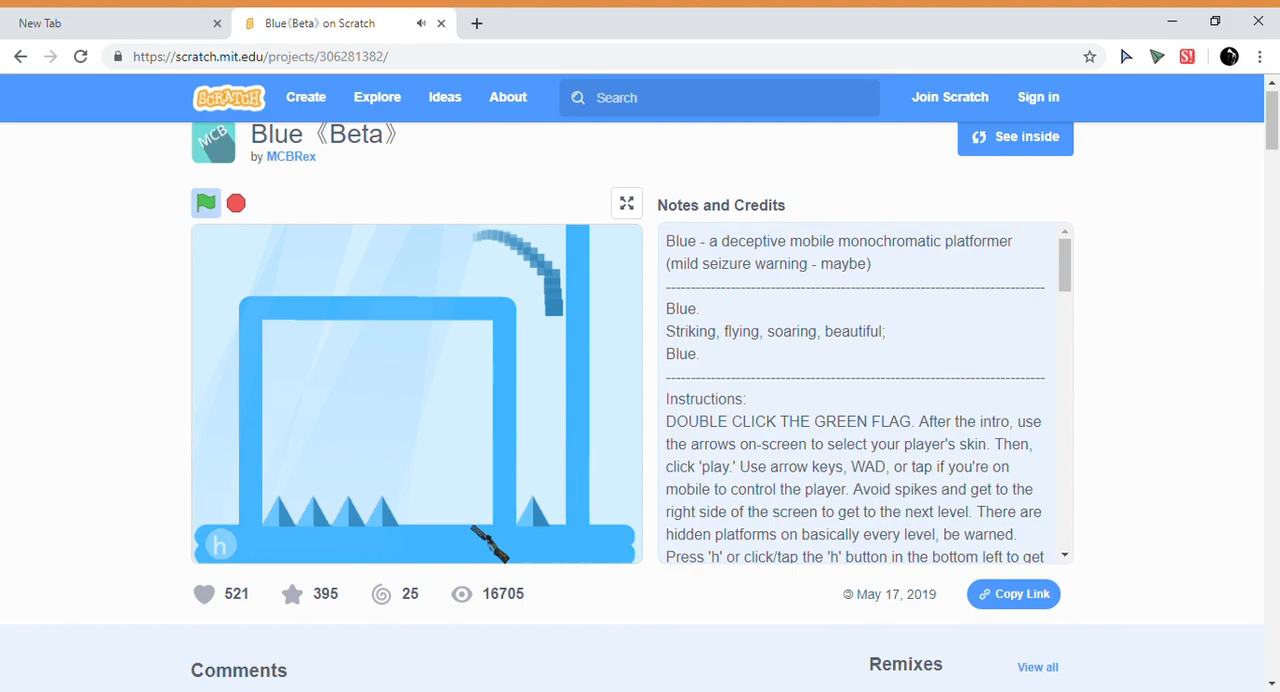 New Tab
Blue《Beta》on Scratch
https://scratch.mit.edu/projects/306281382/
S!
SCRATCH
Create
Explore
Ideas
About
Search
Join Scratch
Sign in
MCB
Blue《Beta》
by MCBRex
See inside
Notes and Credits
Blue - a deceptive mobile monochromatic platformer
(mild seizure warning - maybe)
-----------------------------------------------------------------------------------
Blue.
Striking, flying, soaring, beautiful;
Blue.
-----------------------------------------------------------------------------------
Instructions:
DOUBLE CLICK THE GREEN FLAG. After the intro, use
the arrows on-screen to select your player's skin. Then,
click 'play.' Use arrow keys, WAD, or tap if you're on
mobile to control the player. Avoid spikes and get to the
right side of the screen to get to the next level. There are
hidden platforms on basically every level, be warned.
Press 'h' or click/tap the 'h' button in the bottom left to get
h
521
395
25
16705
May 17, 2019
Copy Link
Comments
Remixes
View all